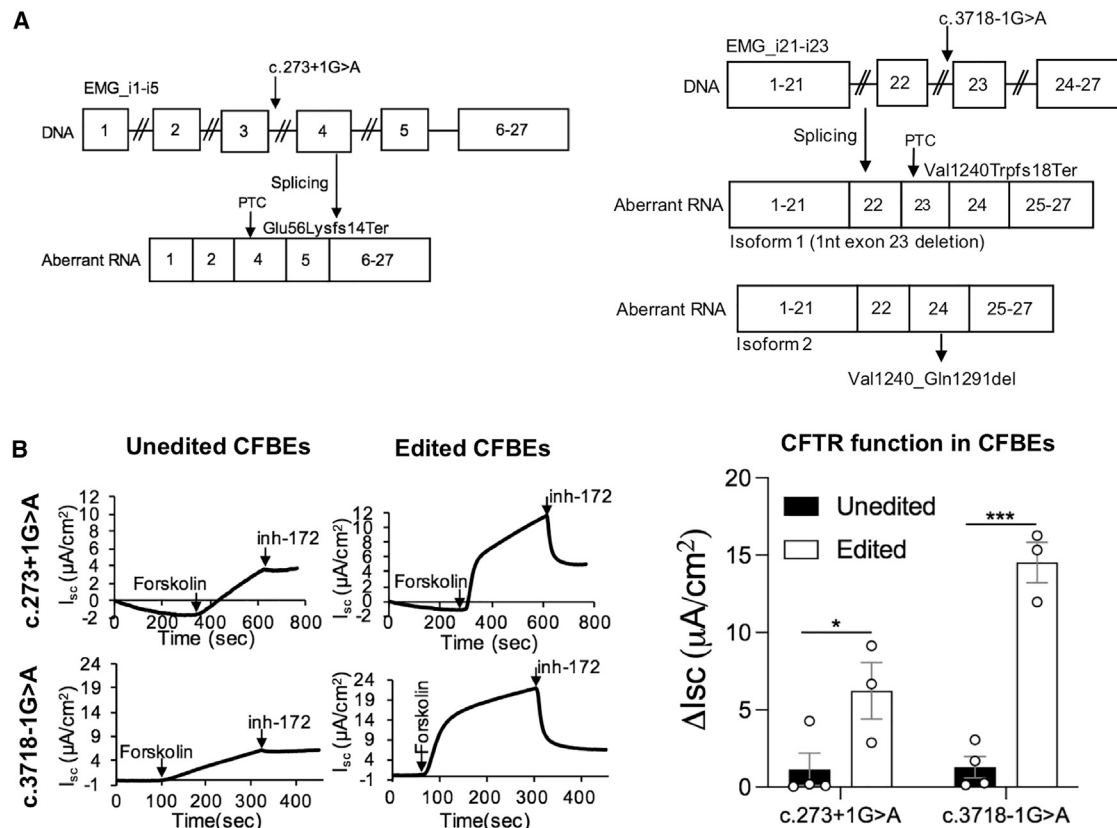 A
EMG_i1-i5
c.273+1G>A
DNA
1
2
3
4
5
6-27
Splicing
PTC
Glu56Lysfs14Ter
Aberrant RNA
1
2
4
5
6-27
c.3718-1G>A
EMG_i21-i23
DNA
1-21
22
23
24-27
Splicing
PTC
Val1240Trpfs18Ter
Aberrant RNA
1-21
22
23
24
25-27
Isoform 1 (1nt exon 23 deletion)
Aberrant RNA
1-21
22
24
25-27
Isoform 2
Val1240_Gln1291del
B
Unedited CFBEs
Edited CFBEs
c.273+1G>A
Isc (µA/cm²)
12
10
8
6
4
2
0
-2
Forskolin
inh-172
0 200 400 600 800
Time (sec)
Isc (µA/cm²)
12
10
8
6
4
2
0
-2
Forskolin
inh-172
0 200 400 600 800
Time (sec)
c.3718-1G>A
Isc (µA/cm²)
24
19
14
9
4
-1
Forskolin
inh-172
0 100 200 300 400
Time(sec)
Isc (µA/cm²)
24
19
14
9
4
-1
Forskolin
inh-172
0 100 200 300 400
Time(sec)
CFTR function in CFBEs
ΔIsc (µA/cm²)
20
15
10
5
0
Unedited
Edited
*
***
c.273+1G>A
c.3718-1G>A